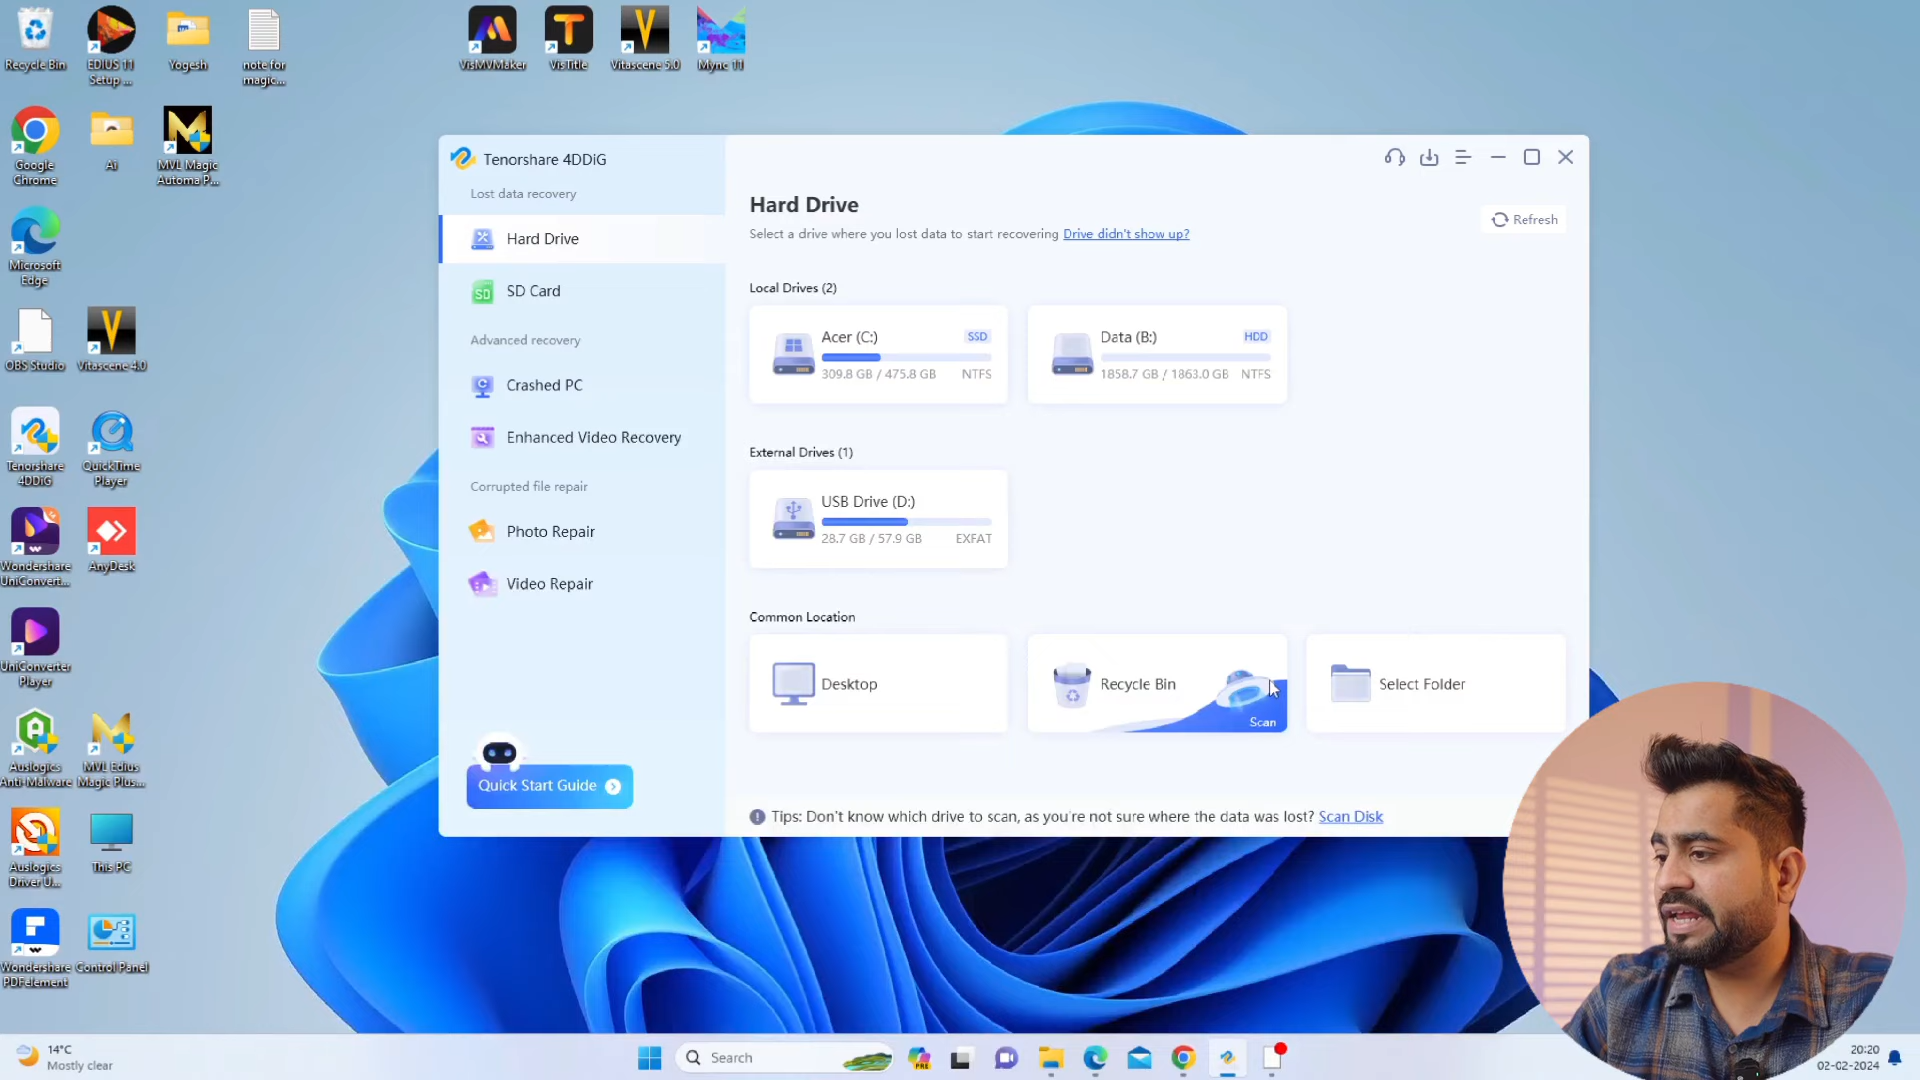 Recycle Bin
EDIUS 11
Setup ...
Yogesh
note for
magic...
VisMVMaker
VisTitle
Vitascene 5.0
Mync 11
Google
Chrome
Ai
MVL Magic
Automa P...
Microsoft
Edge
OBS Studio
Vitascene 4.0
Tenorshare
4DDiG
QuickTime
Player
Wondershare
UniConvert...
AnyDesk
UniConverter
Player
Auslogics
Anti-Malware
MVL Edius
Magic Plus...
Auslogics
Driver U...
This PC
Wondershare
PDFelement
Control Panel
Tenorshare 4DDiG
Lost data recovery
Hard Drive
SD
SD Card
Advanced recovery
Crashed PC
Enhanced Video Recovery
Corrupted file repair
Photo Repair
Video Repair
Quick Start Guide
Hard Drive
Select a drive where you lost data to start recovering Drive didn't show up?
Refresh
Local Drives (2)
Acer (C:) SSD
309.8 GB / 475.8 GB NTFS
Data (B:) HDD
1858.7 GB / 1863.0 GB NTFS
External Drives (1)
USB Drive (D:)
28.7 GB / 57.9 GB EXFAT
Common Location
Desktop
Recycle Bin
Scan
Select Folder
Tips: Don't know which drive to scan, as you're not sure where the data was lost? Scan Disk
14°C
Mostly clear
Search
PRE
20:20
02-02-2024